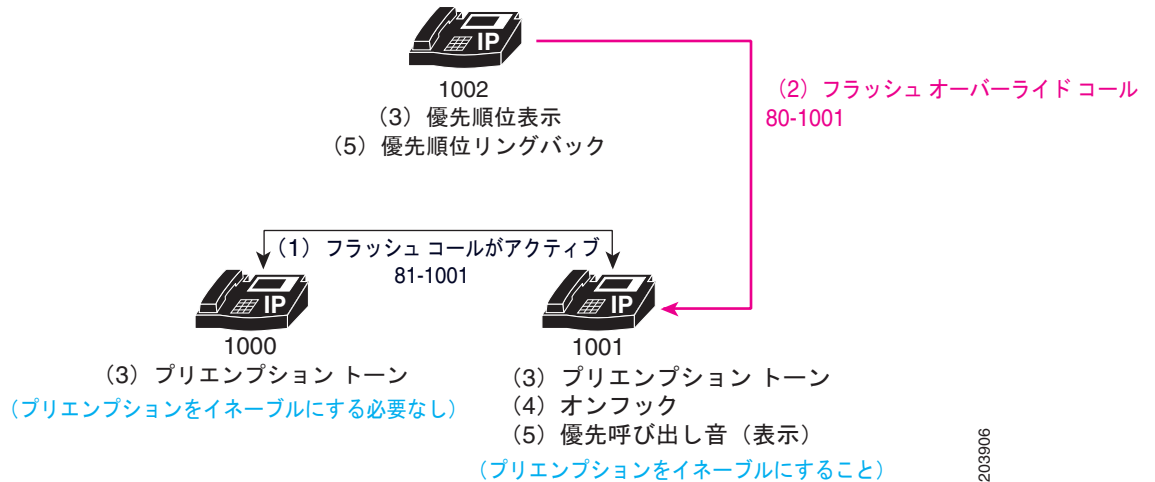 IP
1002
（3）優先順位表示
（5）優先順位リングバック
（2）フラッシュ オーバーライド コール
80-1001
（1）フラッシュ コールがアクティブ
81-1001
IP
1000
（3）プリエンプション トーン
（プリエンプションをイネーブルにする必要なし）
IP
1001
（3）プリエンプション トーン
（4）オンフック
（5）優先呼び出し音（表示）
（プリエンプションをイネーブルにすること）
203906